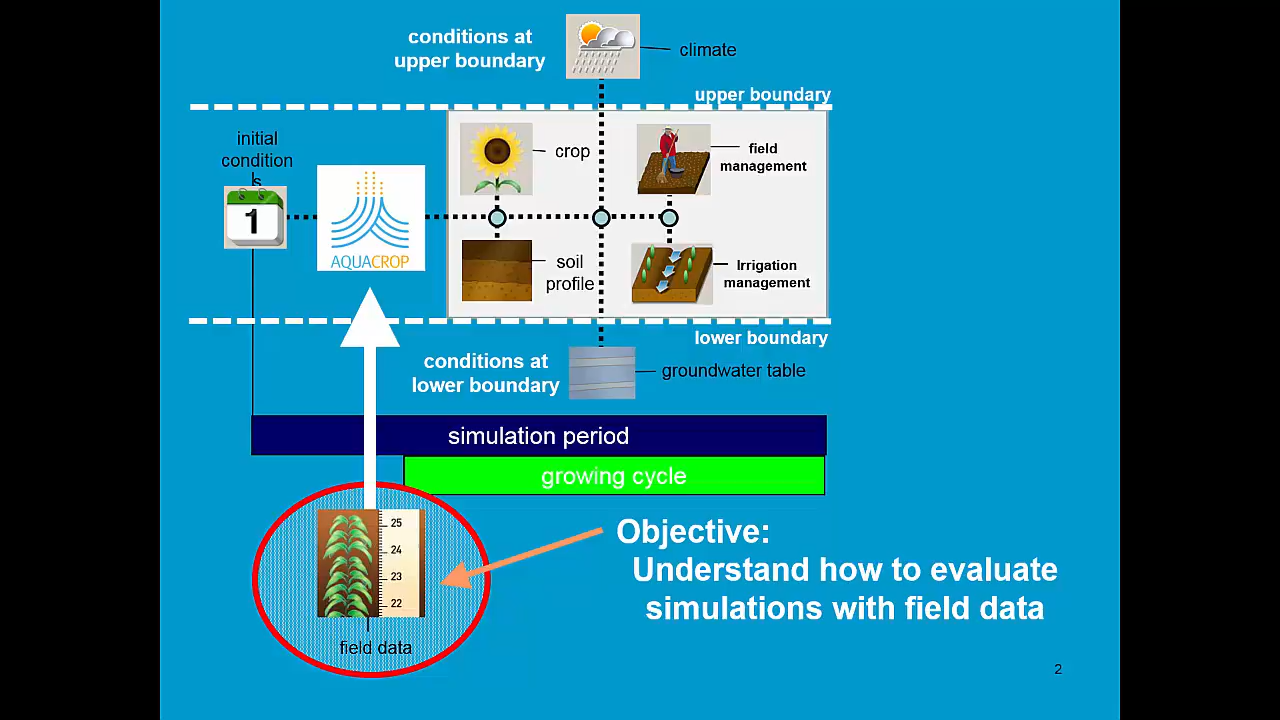 conditions at
upper boundary
climate
upper boundary
initial
condition
s
1
AQUACROP
crop
field
management
soil
profile
Irrigation
management
lower boundary
conditions at
lower boundary
groundwater table
simulation period
growing cycle
25
24
23
22
field data
Objective:
Understand how to evaluate
simulations with field data
2